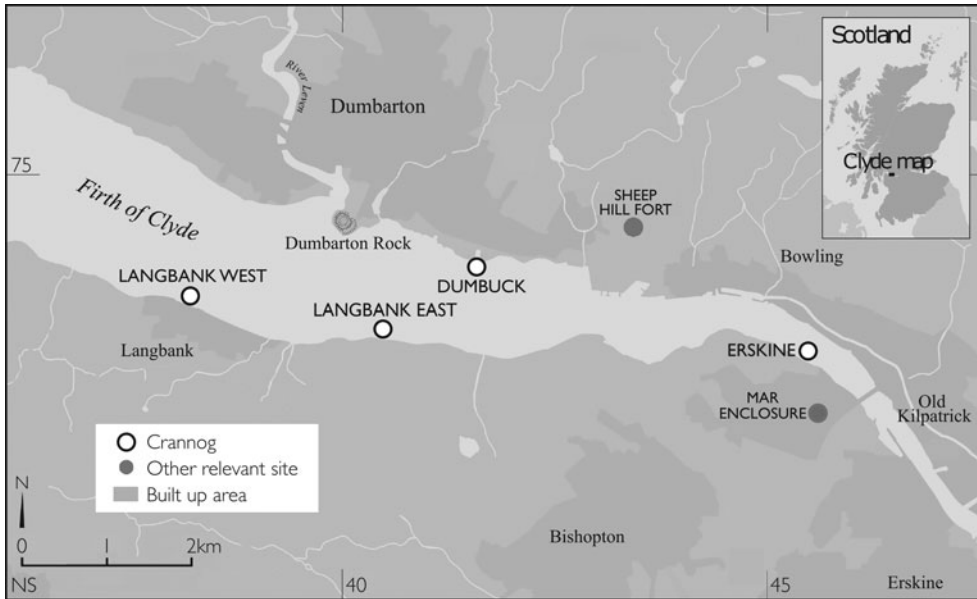 Scotland
Clyde map
River Leven
Dumbarton
75
Firth of Clyde
SHEEP
HILL FORT
Dumbarton Rock
Bowling
LANGBANK WEST
DUMBUCK
LANGBANK EAST
Langbank
ERSKINE
MAR
ENCLOSURE
Old
Kilpatrick
Crannog
Other relevant site
Built up area
N
0 1 2km
Bishopton
NS
40
45
Erskine